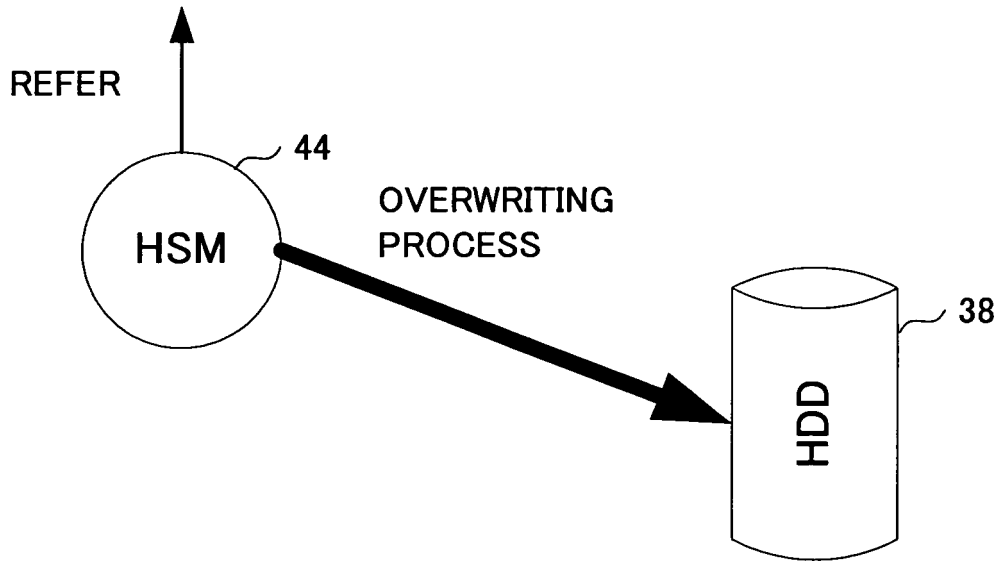 REFER
44
HSM
OVERWRITING
PROCESS
38
HDD